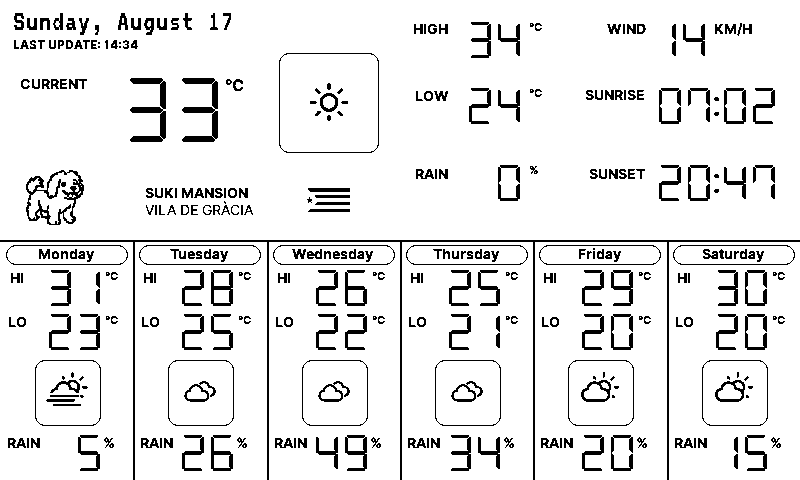 Sunday, August 17
LAST UPDATE: 14:34
CURRENT 33 °C
HIGH 34 °C
WIND 14 KM/H
LOW 24 °C
SUNRISE 07:02
RAIN 0 %
SUNSET 20:47
SUKI MANSION
VILA DE GRÀCIA
Monday
HI 31 °C
LO 23 °C
RAIN 5 %
Tuesday
HI 28 °C
LO 25 °C
RAIN 26 %
Wednesday
HI 26 °C
LO 22 °C
RAIN 49 %
Thursday
HI 25 °C
LO 21 °C
RAIN 34 %
Friday
HI 29 °C
LO 20 °C
RAIN 20 %
Saturday
HI 30 °C
LO 20 °C
RAIN 15 %